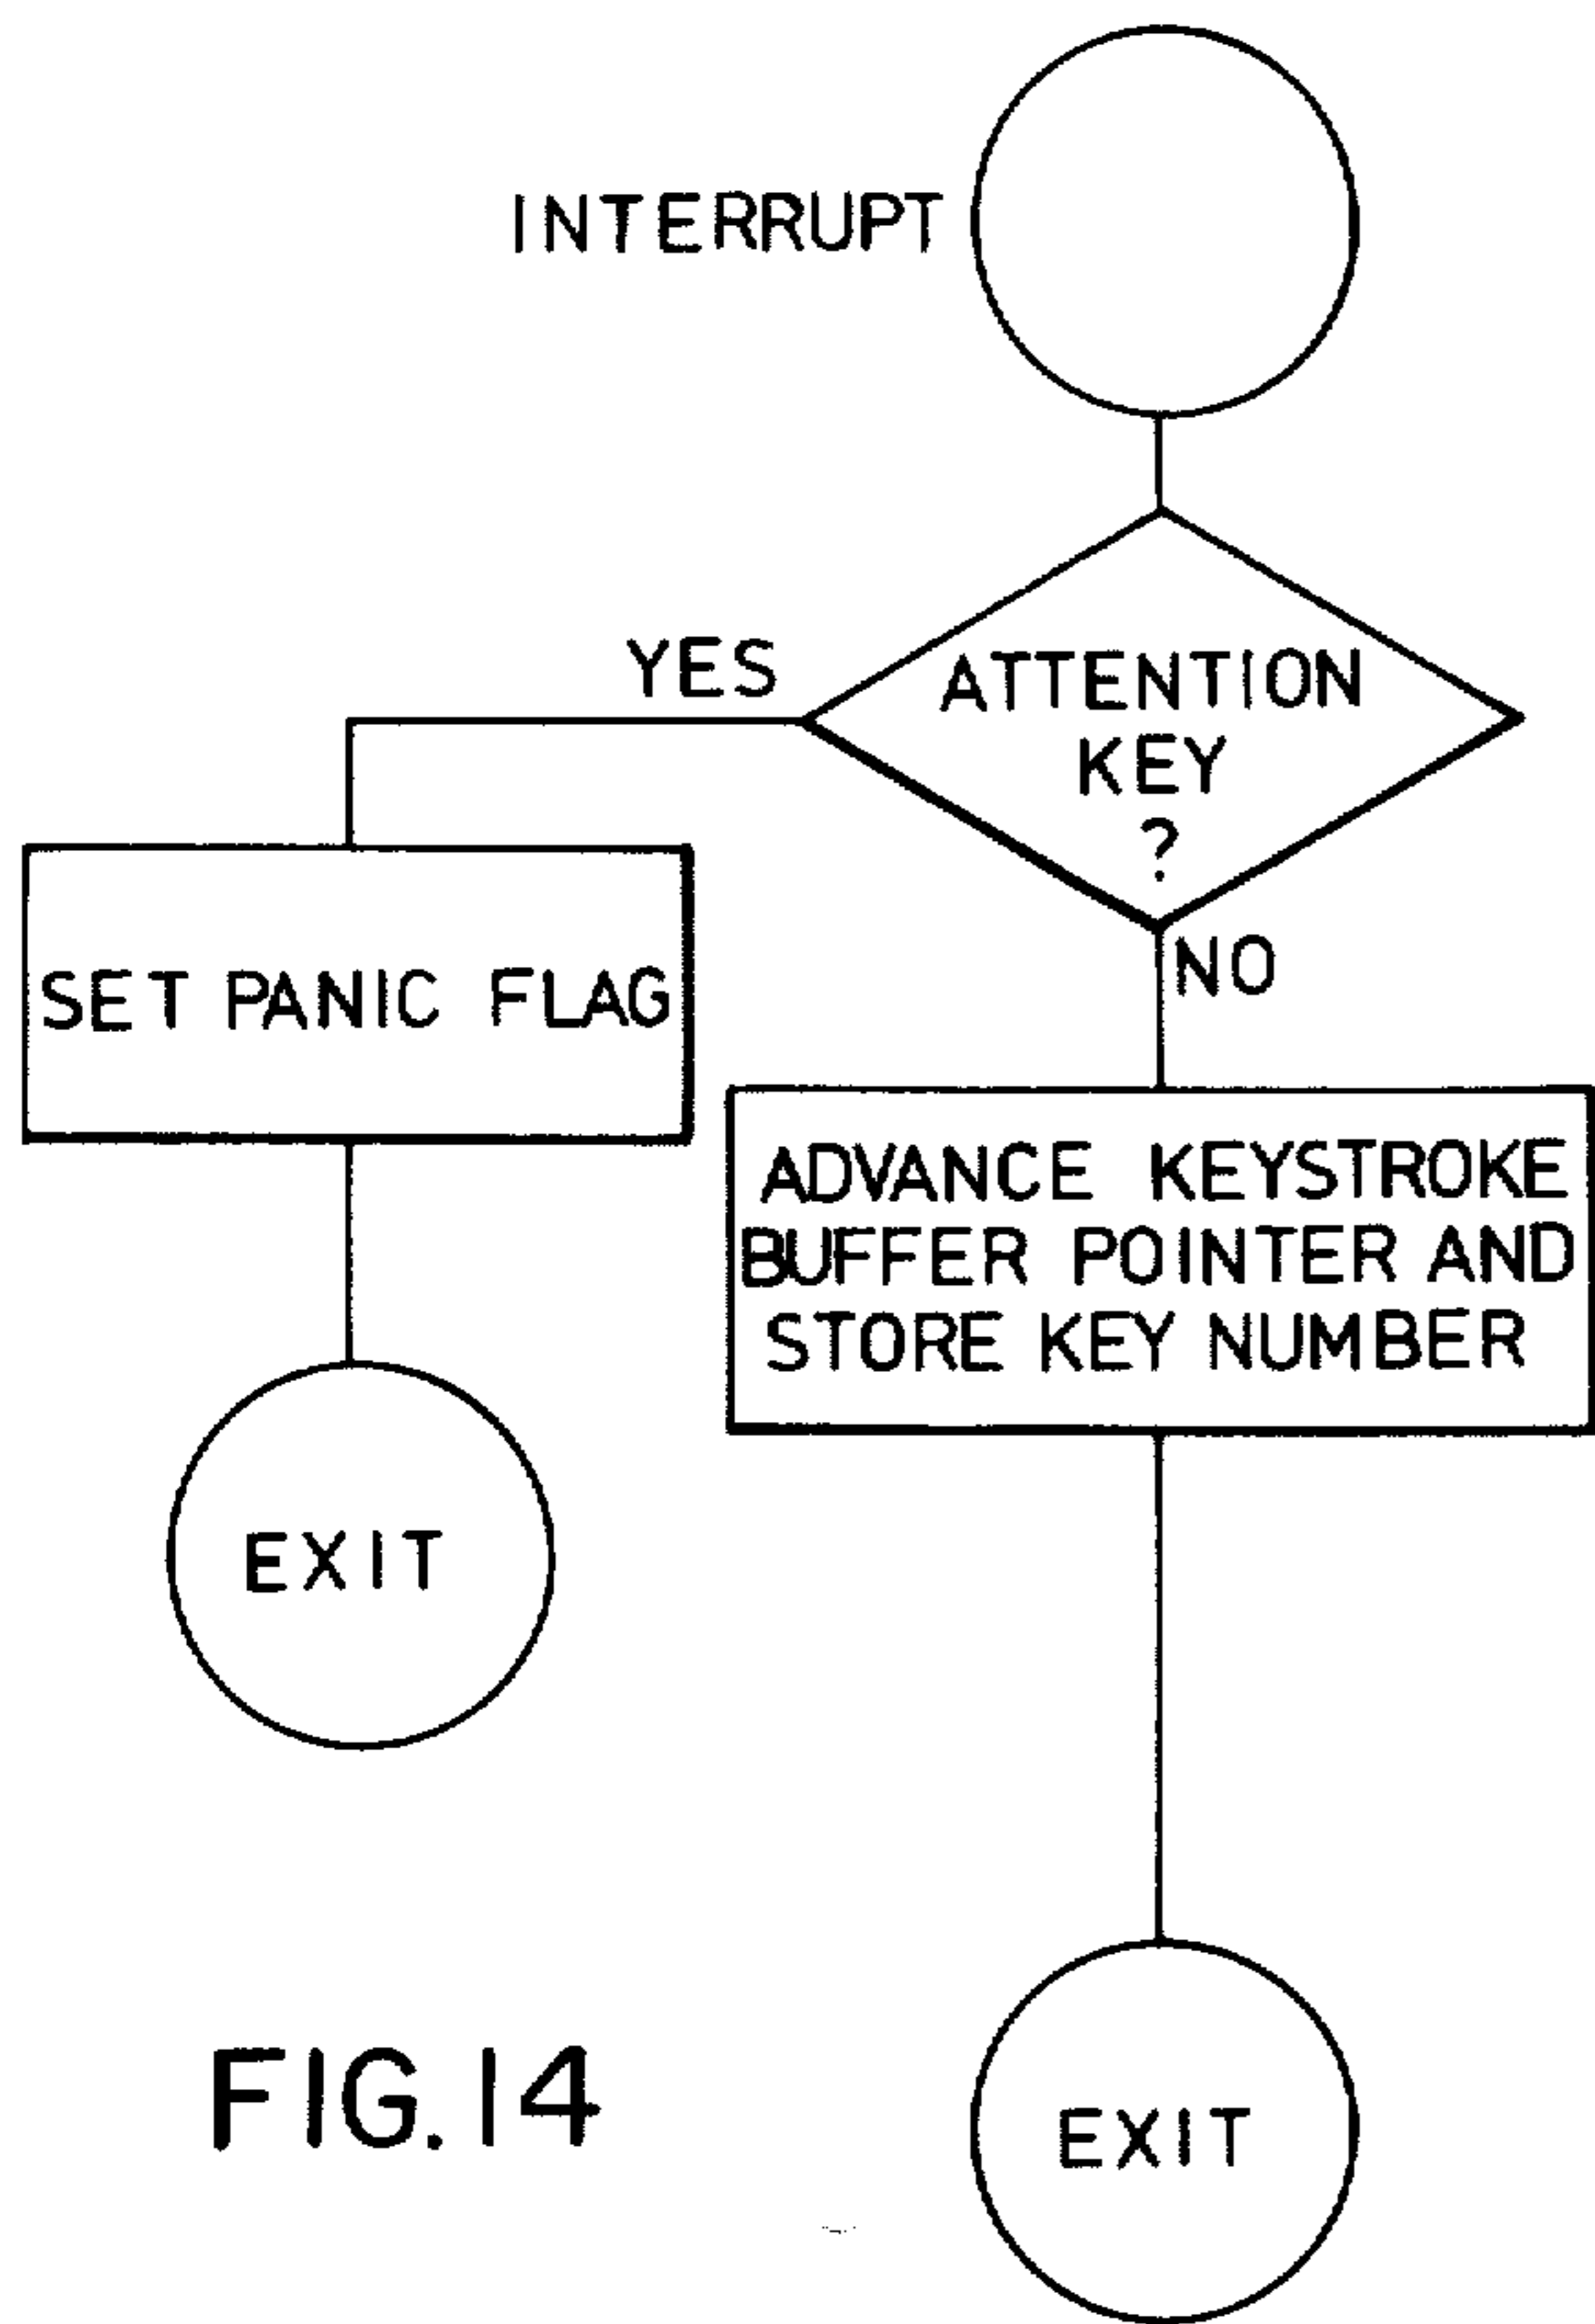 INTERRUPT
YES
ATTENTION
KEY
?
NO
SET PANIC FLAG
ADVANCE KEYSTROKE
BUFFER POINTER AND
STORE KEY NUMBER
EXIT
EXIT
FIG. 14